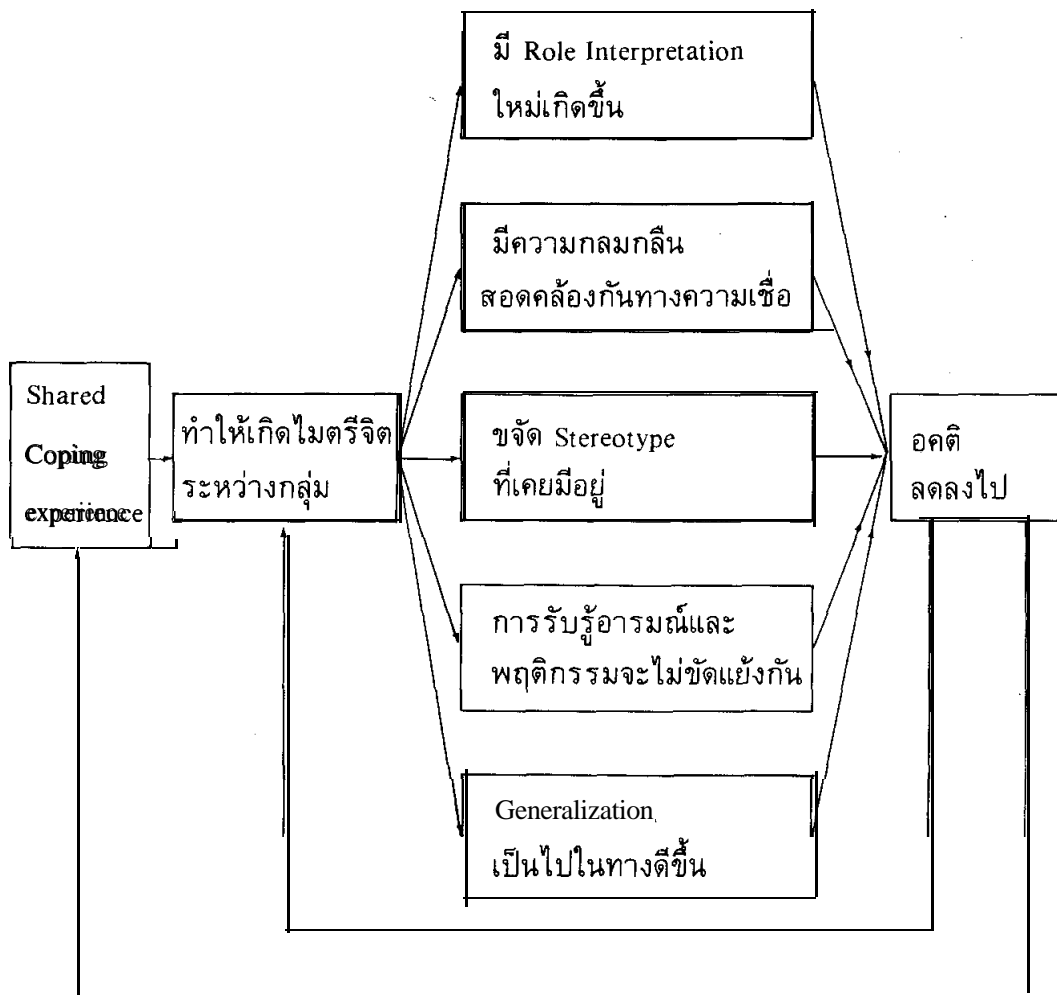 มี Role Interpretation
ใหม่เกิดขึ้น
มีความกลมกลืน
สอดคล้องกันทางความเชื่อ
Shared
Coping
experience
ทำให้เกิดไมตรีจิต
ระหว่างกลุ่ม
ขจัด Stereotype
ที่เคยมีอยู่
อคติ
ลดลงไป
การรับรู้อารมณ์และ
พฤติกรรมจะไม่ขัดแย้งกัน
Generalization
เป็นไปในทางดีขึ้น